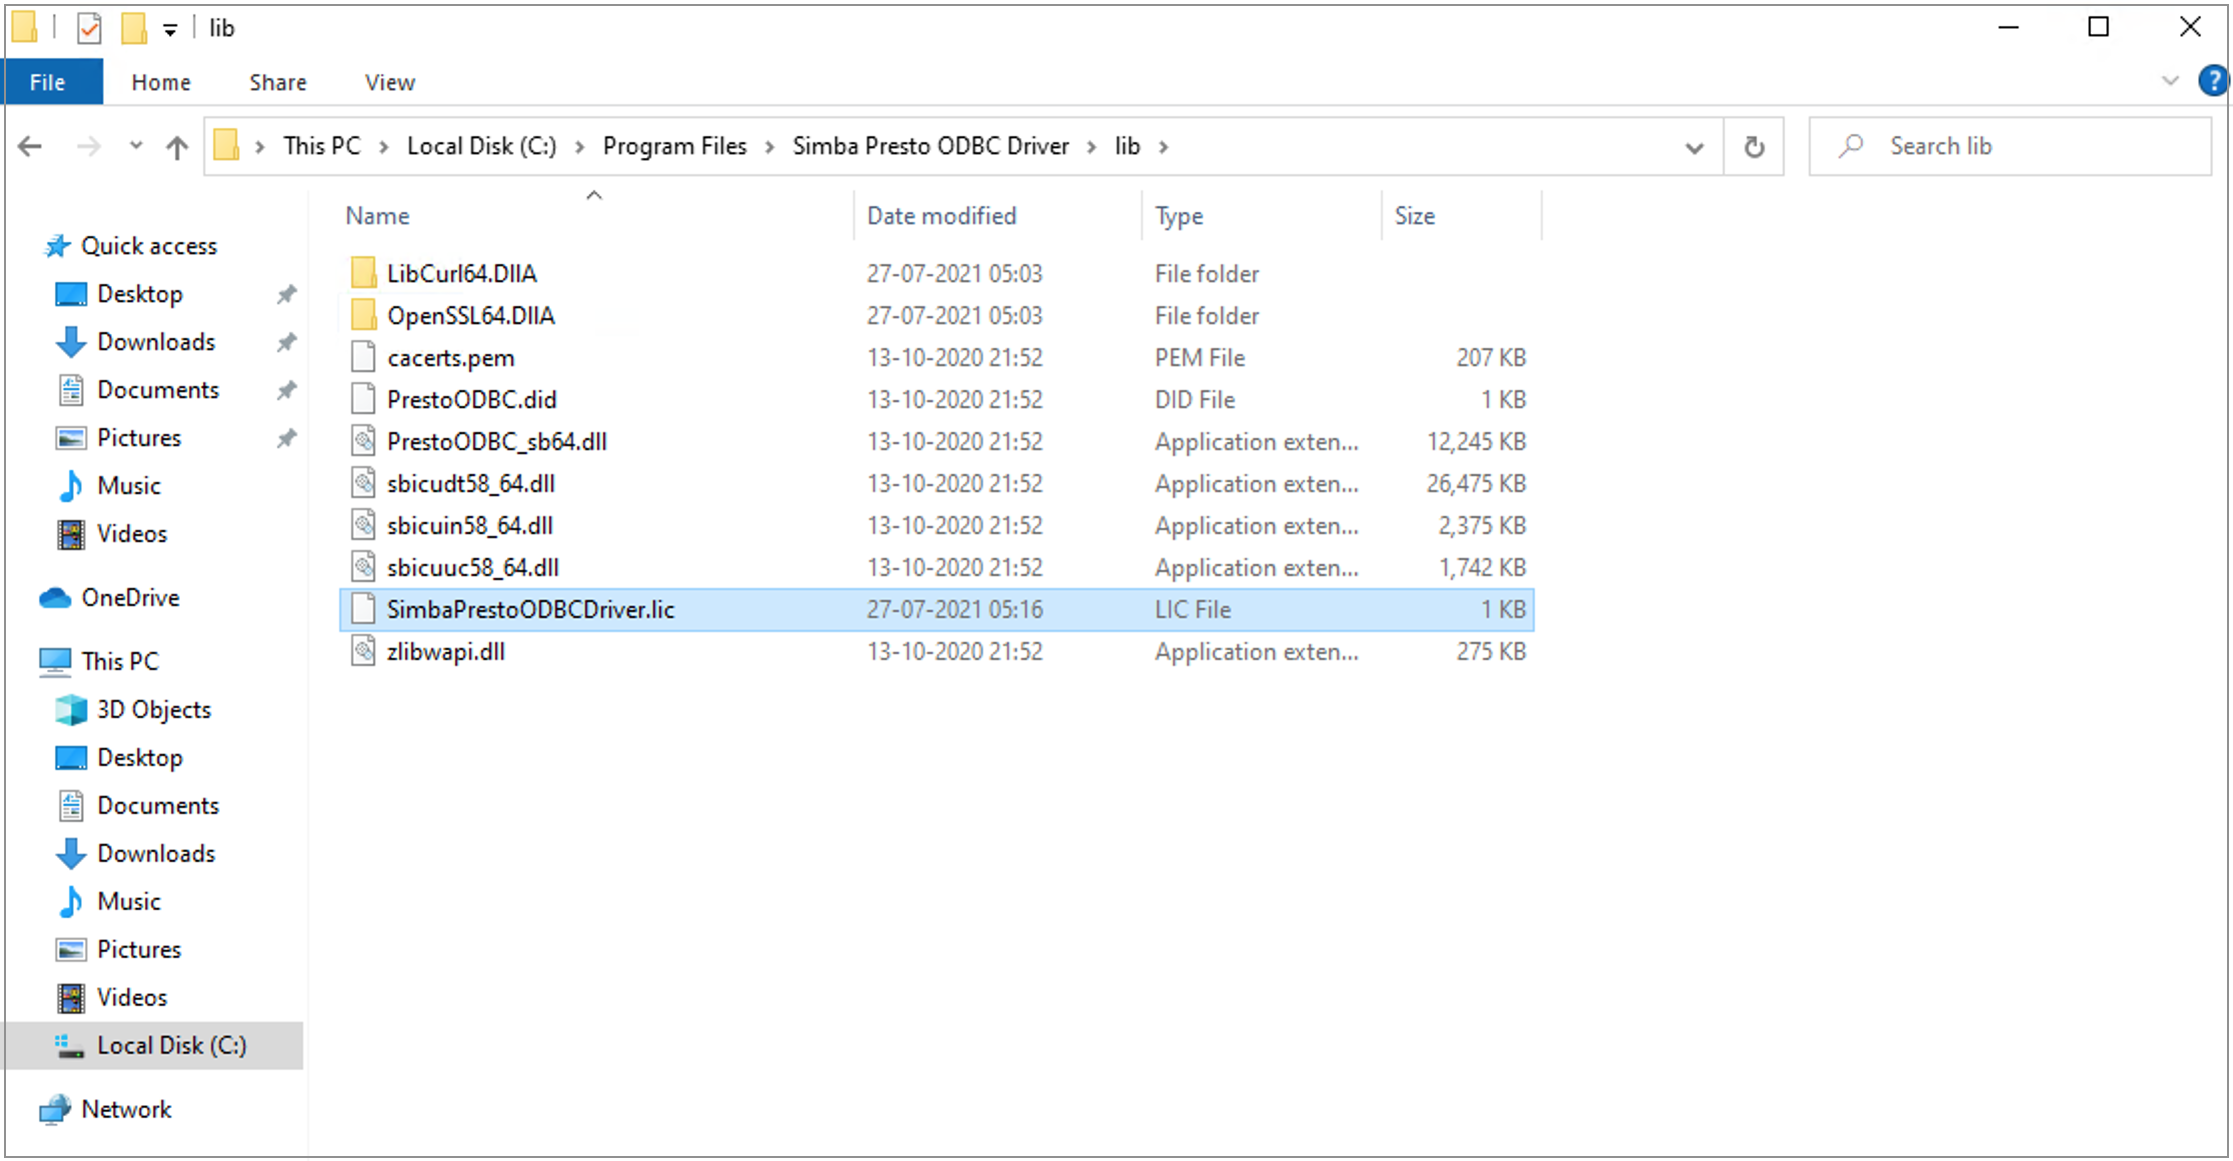 lib
File Home Share View
?
This PC Local Disk (C:) Program Files Simba Presto ODBC Driver lib
Search lib
Name Date modified Type Size
Quick access
Desktop
Downloads
Documents
Pictures
Music
Videos
OneDrive
This PC
3D Objects
Desktop
Documents
Downloads
Music
Pictures
Videos
Local Disk (C:)
Network
LibCurl64.DllA 27-07-2021 05:03 File folder
OpenSSL64.DllA 27-07-2021 05:03 File folder
cacerts.pem 13-10-2020 21:52 PEM File 207 KB
PrestoODBC.did 13-10-2020 21:52 DID File 1 KB
PrestoODBC_sb64.dll 13-10-2020 21:52 Application exten... 12,245 KB
sbicudt58_64.dll 13-10-2020 21:52 Application exten... 26,475 KB
sbicuin58_64.dll 13-10-2020 21:52 Application exten... 2,375 KB
sbicuuc58_64.dll 13-10-2020 21:52 Application exten... 1,742 KB
SimbaPrestoODBCDriver.lic 27-07-2021 05:16 LIC File 1 KB
zlibwapi.dll 13-10-2020 21:52 Application exten... 275 KB